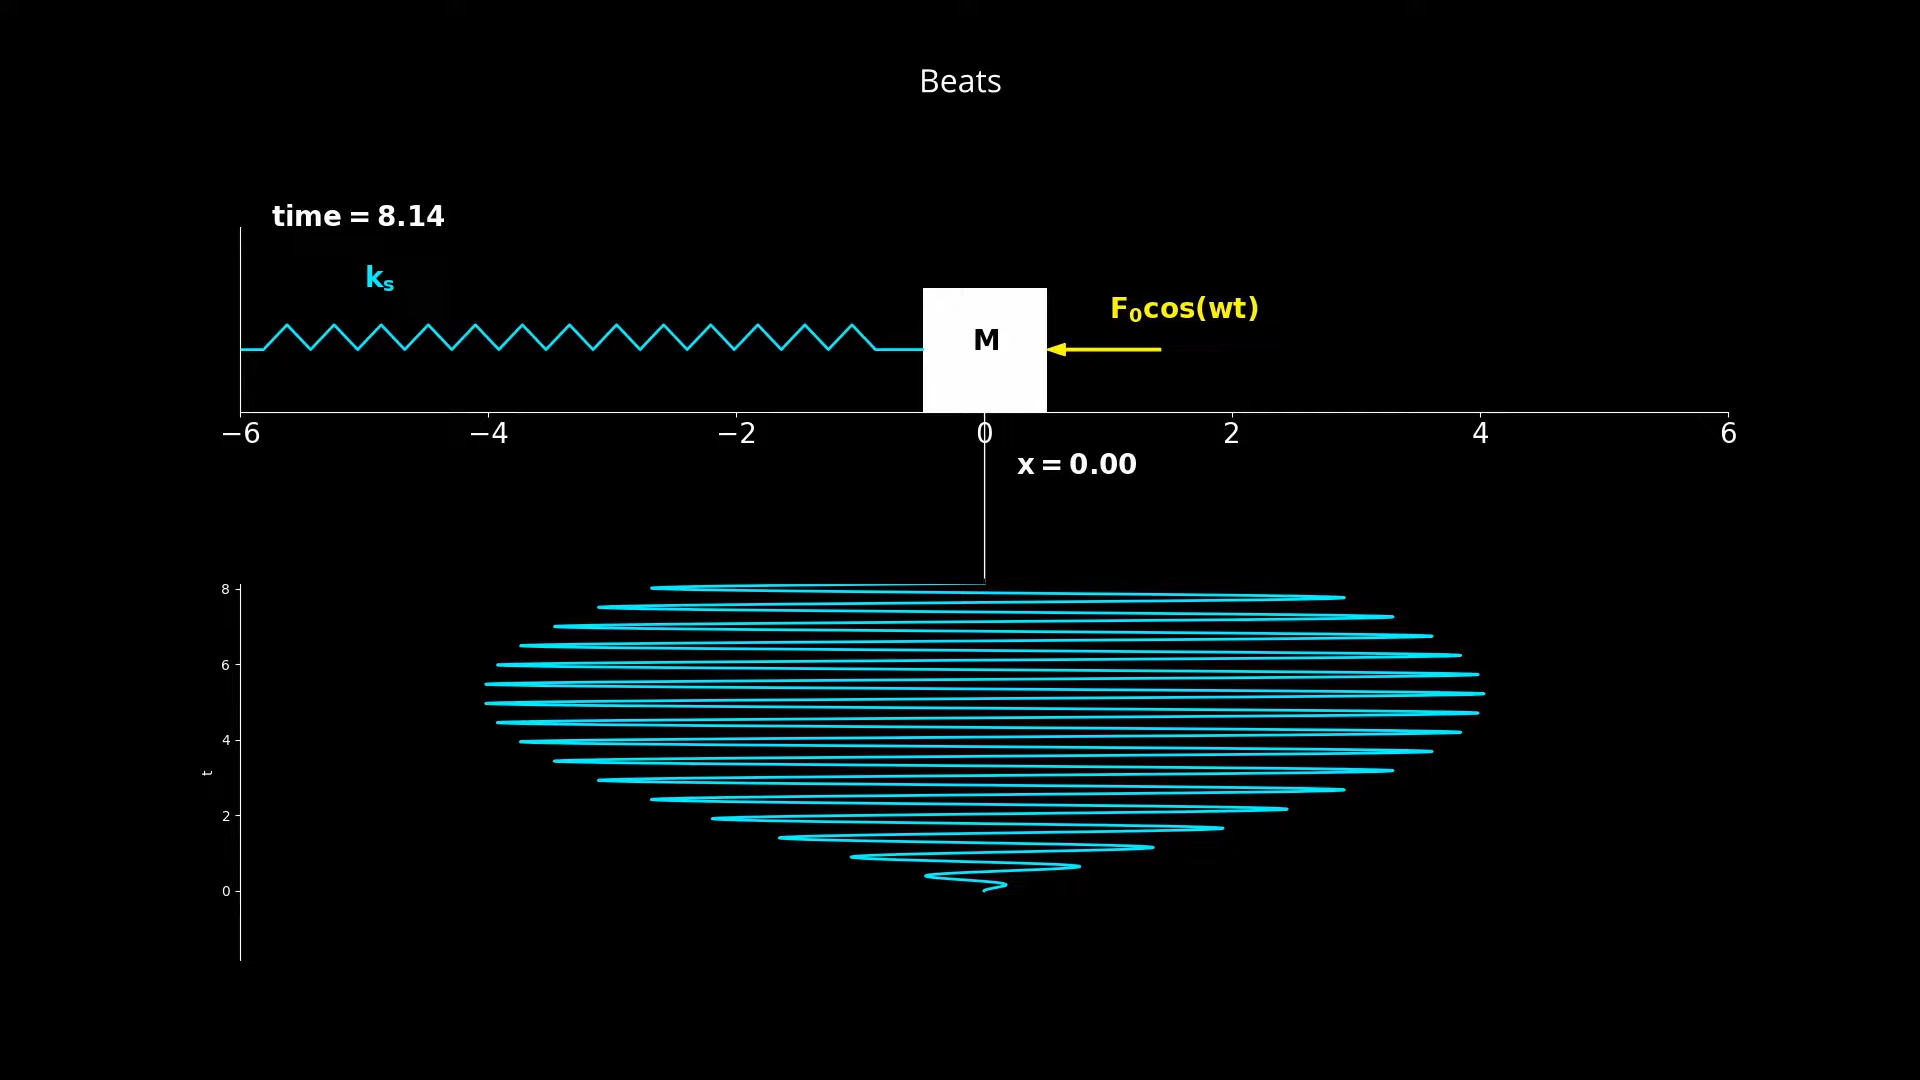 Beats
time = 8.14
kₛ
F₀cos(wt)
M
−6 −4 −2 0 2 4 6
x = 0.00
8
6
4
t
2
0